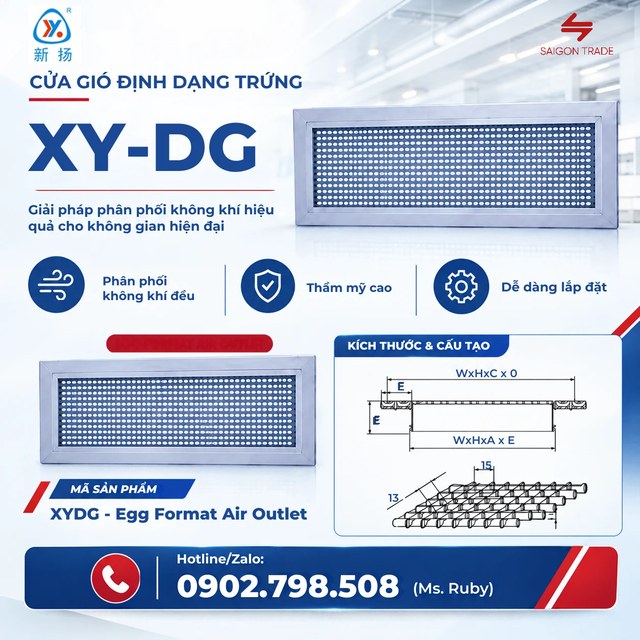 XY.
R
新扬
SAIGON TRADE
CỬA GIÓ ĐỊNH DẠNG TRỨNG
XY-DG
Giải pháp phân phối không khí hiệu
quả cho không gian hiện đại
Phân phối
không khí đều
Thẩm mỹ cao
Dễ dàng lắp đặt
KÍCH THƯỚC & CẤU TẠO
WxHxC x 0
E
E
WxHxA x E
15
13
MÃ SẢN PHẨM
XYDG - Egg Format Air Outlet
Hotline/Zalo:
0902.798.508 (Ms. Ruby)